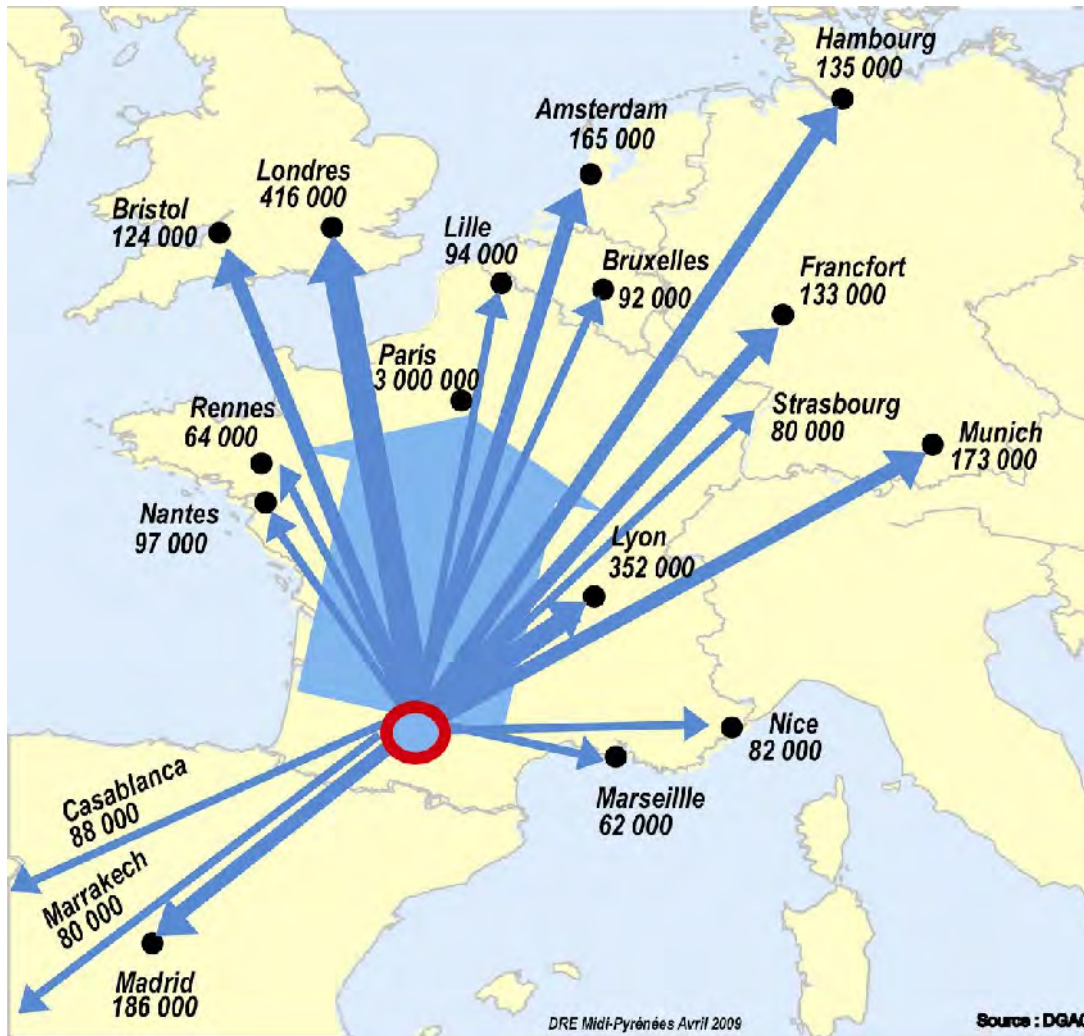 Hambourg
135 000
Amsterdam
165 000
Londres
416 000
Bristol
124 000
Lille
94 000
Bruxelles
92 000
Francfort
133 000
Paris
3 000 000
Rennes
64 000
Strasbourg
80 000
Munich
173 000
Nantes
97 000
Lyon
352 000
Nice
82 000
Casablanca
88 000
Marseillle
62 000
Marrakech
80 000
Madrid
186 000
DRE Midi-Pyrénées Avril 2009
Source : DGAC